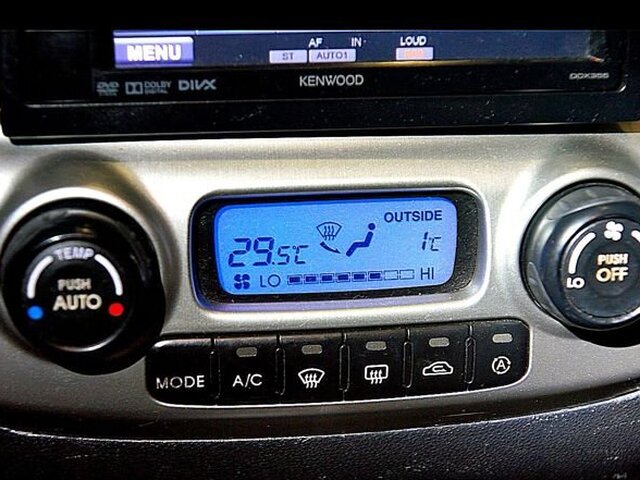 AF IN LOUD
MENU ST AUTO1
DVD DOLBY DIGITAL DIVX KENWOOD DDX355
OUTSIDE
29.5℃ 1℃
LO HI
TEMP
PUSH
AUTO
PUSH
OFF
LO
MODE A/C A